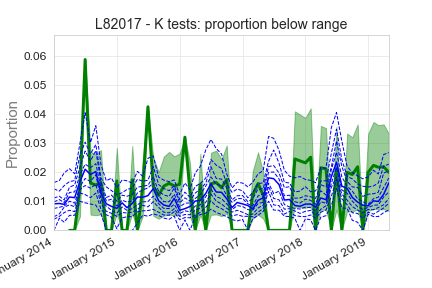 L82017 - K tests: proportion below range
Proportion
0.06
0.05
0.04
0.03
0.02
0.01
0.00
nuary 2014
January 2015
January 2016
January 2017
January 2018
January 2019